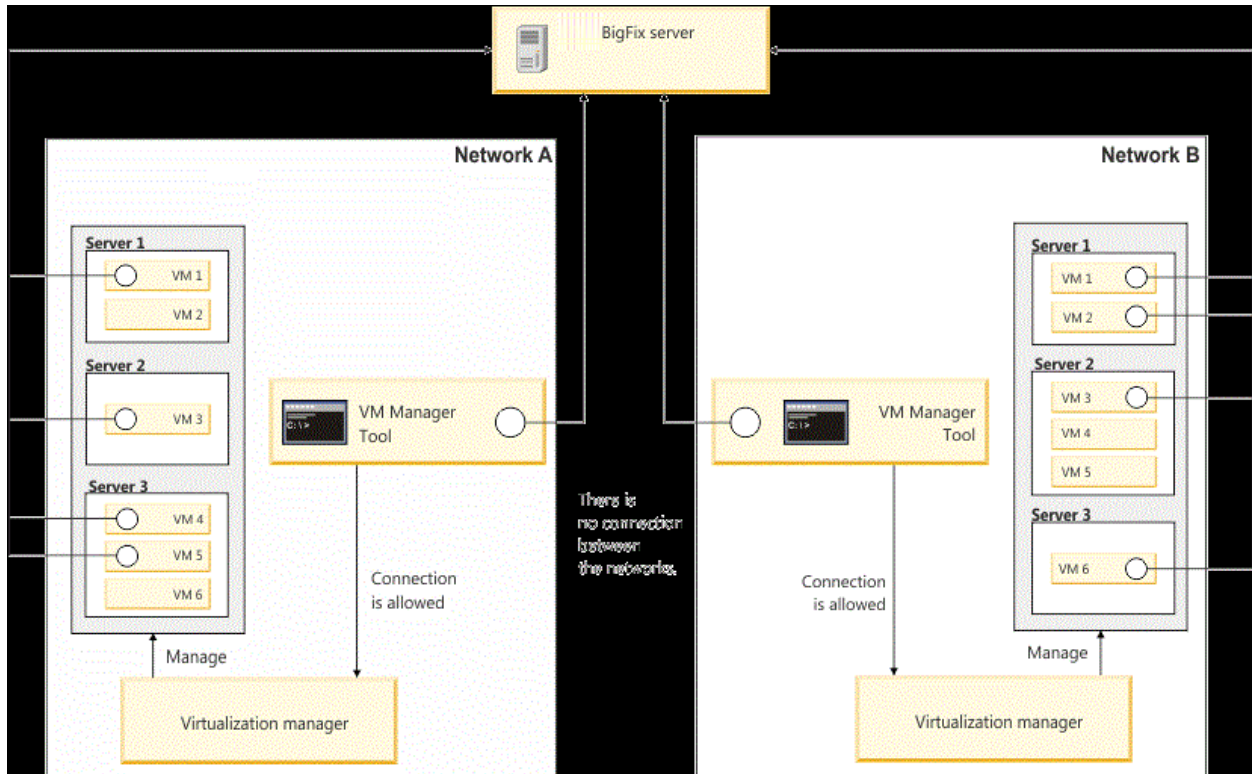 BigFix server
Network A
Server 1
VM 1
VM 2
Server 2
VM 3
Server 3
VM 4
VM 5
VM 6
C:\>
VM Manager
Tool
Connection
is allowed
Manage
Virtualization manager
There is
no connection
between
the networks.
Network B
Server 1
VM 1
VM 2
Server 2
VM 3
VM 4
VM 5
Server 3
VM 6
C:\>
VM Manager
Tool
Connection
is allowed
Manage
Virtualization manager